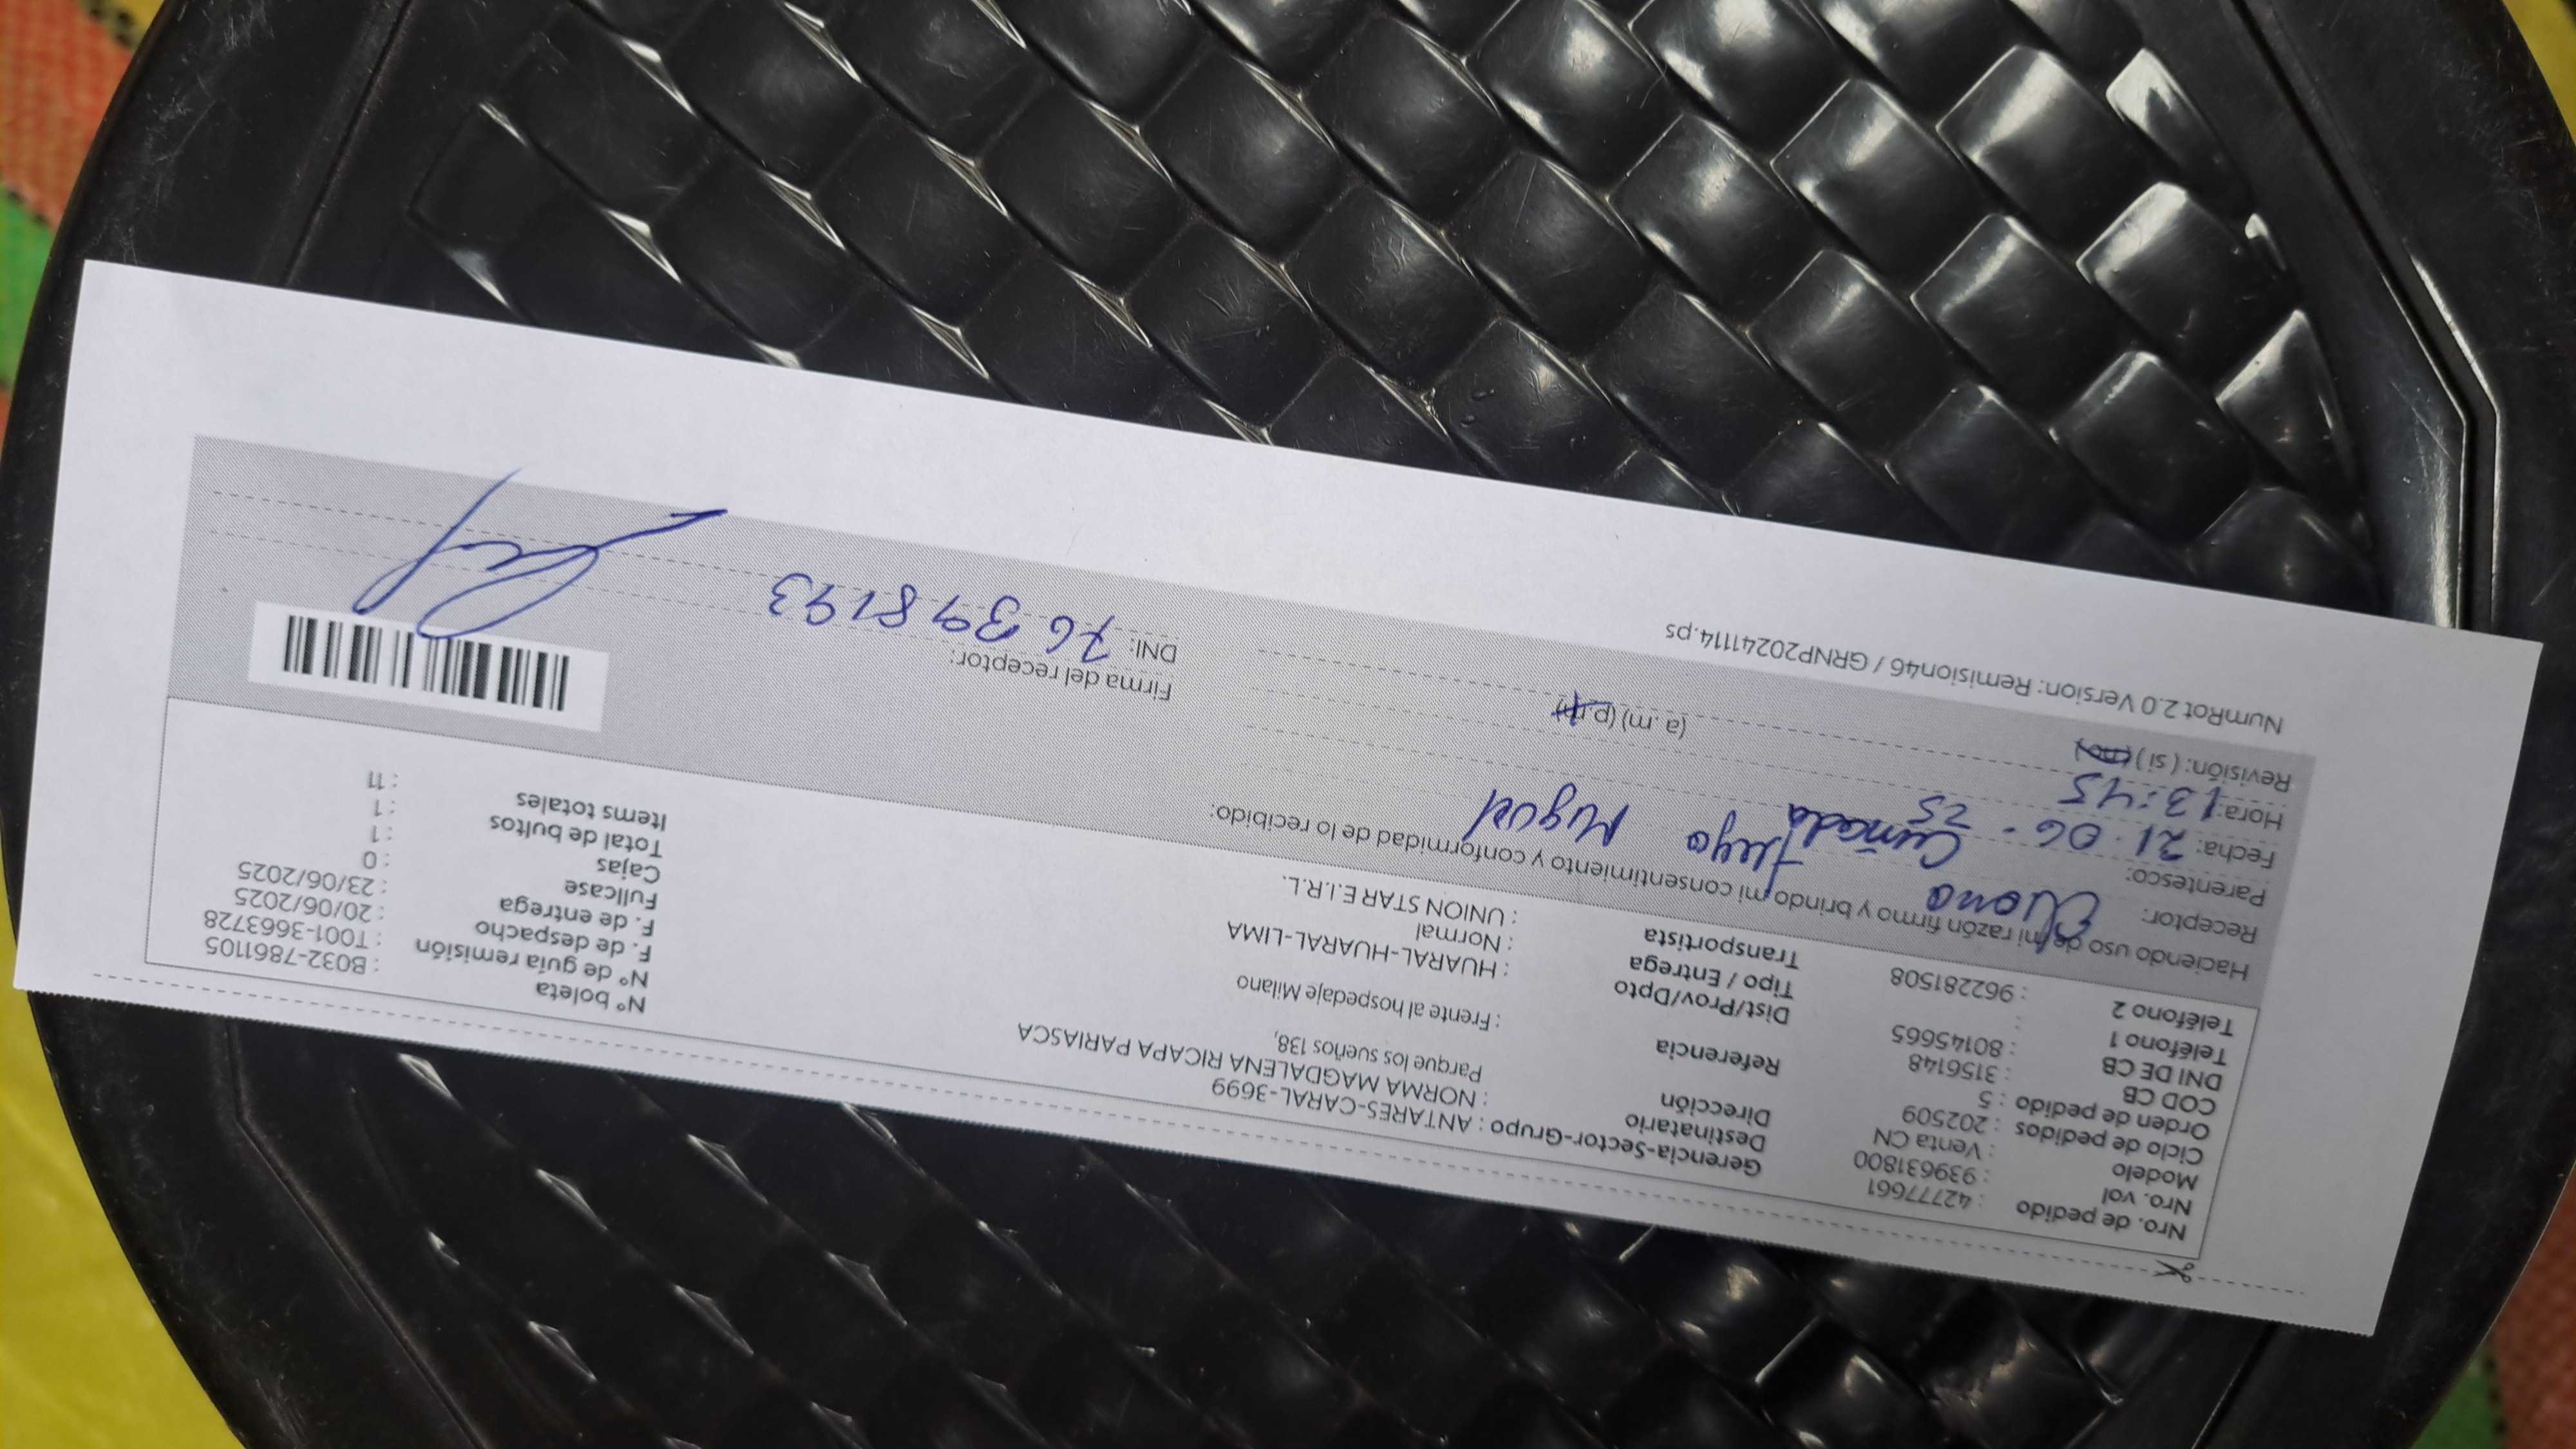 Nro. de pedido : 42777661
Nro. vol : 939631800
Modelo : Venta CN
Ciclo de pedidos : 202509
Orden de pedido : 5
COD CB : 3156148
DNI DE CB : 80145665
Teléfono 1 :
Teléfono 2 : 962281508
Gerencia-Sector-Grupo : ANTARES-CARAL-3699
Destinatario : NORMA MAGDALENA RICAPA PARIASCA
Dirección
Parque los sueños 138,
Referencia : Frente al hospedaje Milano
Dist/Prov/Dpto : HUARAL-HUARAL-LIMA
Tipo / Entrega : Normal
Transportista : UNION STAR E.I.R.L.
N° boleta : B032-7861105
N° de guía remisión : T001-3663728
F. de despacho : 20/06/2025
F. de entrega : 23/06/2025
Fullcase : 0
Cajas : 1
Total de bultos : 1
Items totales : 11
Haciendo uso de mi razón firmo y brindo mi consentimiento y conformidad de lo recibido:
Receptor: Miguel
Parentesco: Cuñada
Fecha: 21.06.25
Hora: 13:45 (a.m) (p.m)
Revisión: (si) (no)
Firma del receptor:
DNI: 76398193
NumRot 2.0 Version: Remision46 / GRNP20241114.ps